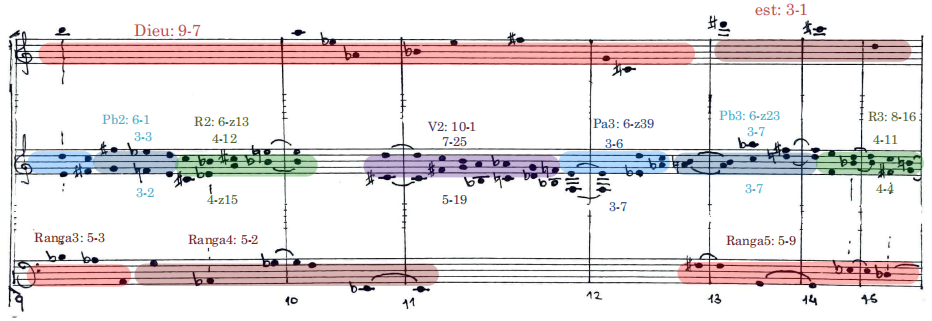 est: 3-1
Dieu: 9-7
Pb2: 6-1
3-3
R2: 6-z13
4-12
V2: 10-1
7-25
Pa3: 6-z39
3-6
Pb3: 6-z23
3-7
R3: 8-16
4-11
3-2
4-z15
5-19
3-7
3-7
4-4
Ranga3: 5-3
Ranga4: 5-2
Ranga5: 5-9
9
10
11
12
13
14
15